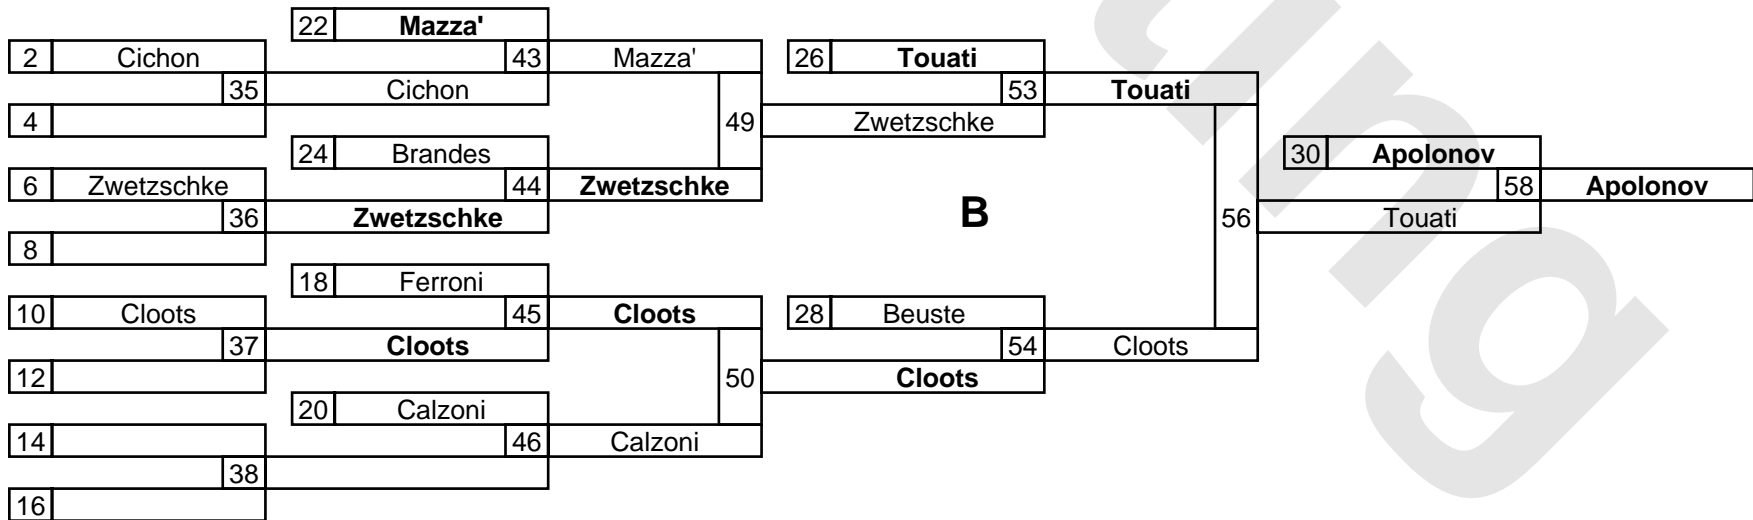 22 Mazza'
2 Cichon 43 Mazza' 26 Touati
35 Cichon 53 Touati
4 49 Zwetzschke
24 Brandes 30 Apolonov
6 Zwetzschke 44 Zwetzschke 58 Apolonov
36 Zwetzschke B 56 Touati
8
18 Ferroni
10 Cloots 45 Cloots 28 Beuste
37 Cloots 54 Cloots
12 50 Cloots
20 Calzoni
14 46 Calzoni
38
16
ung